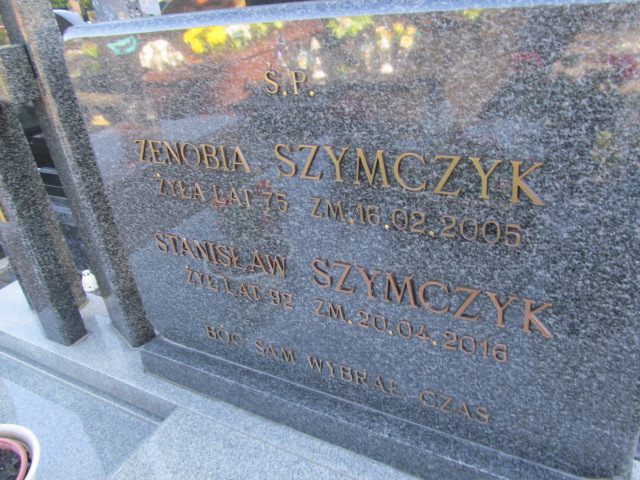 Ś.P.
ZENOBIA SZYMCZYK
ŻYŁA LAT 75 ZM.16.02.2005
STANISŁAW SZYMCZYK
ŻYŁ LAT 92 ZM.20.04.2016
BÓG SAM WYBRAŁ CZAS